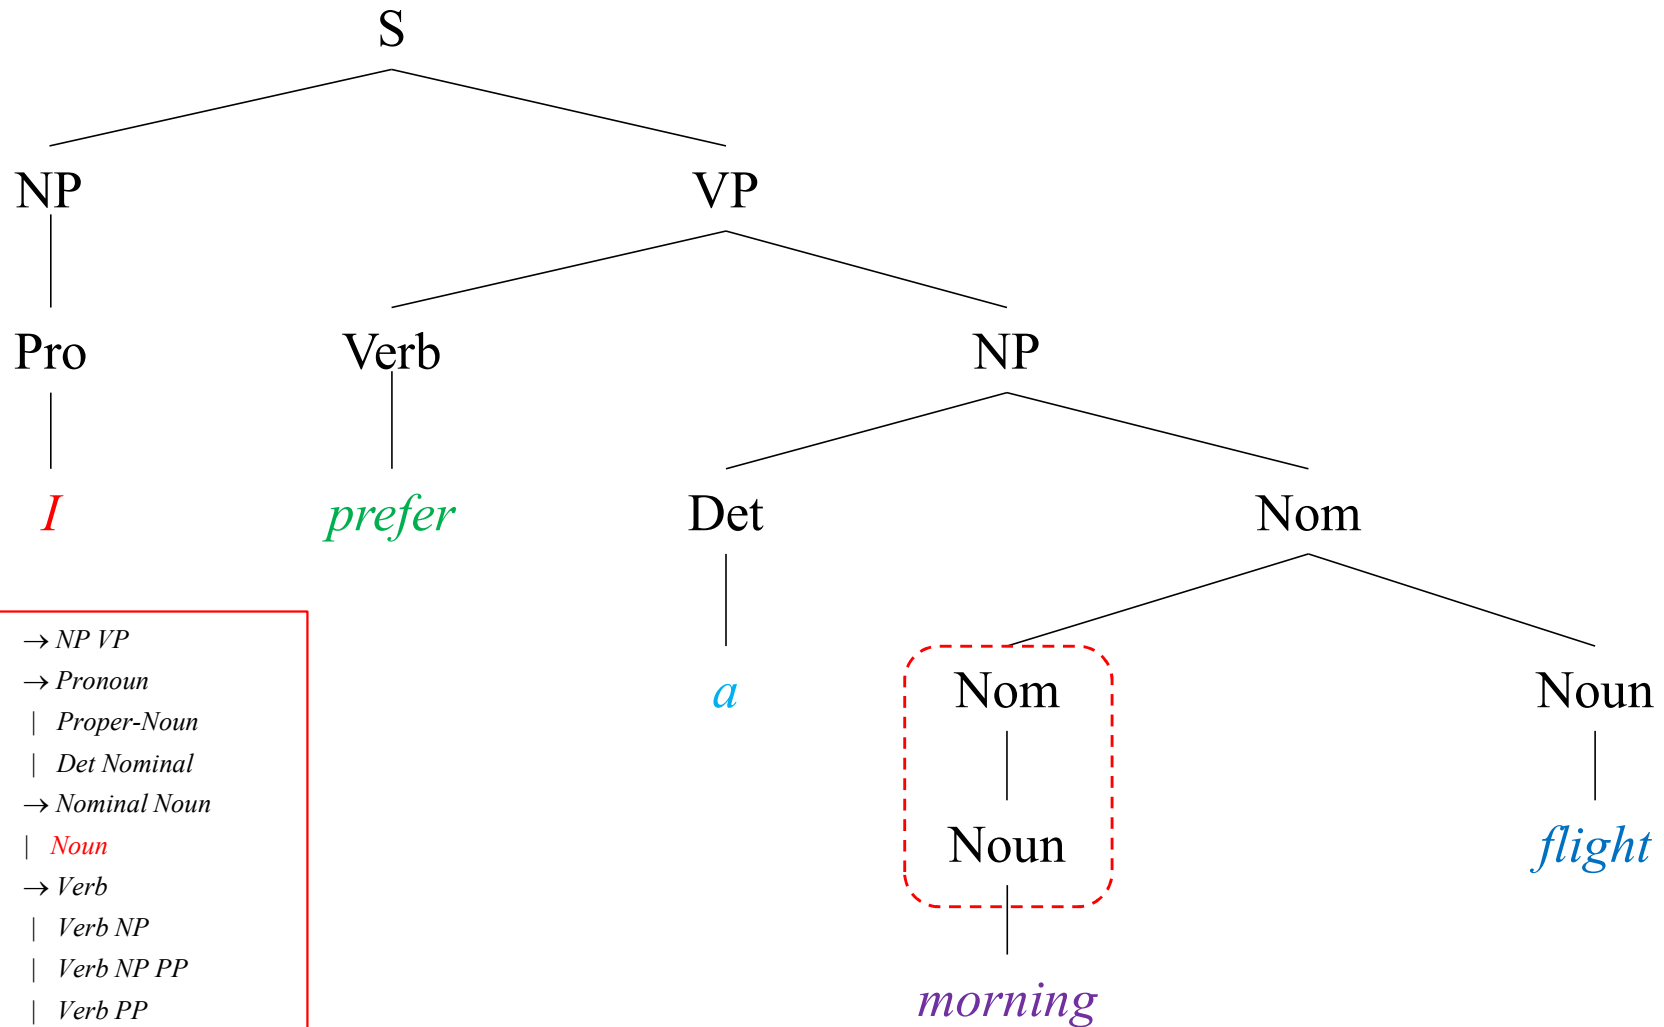 S
NP VP
Pro Verb NP
I prefer Det Nom
a Nom Noun
Noun flight
morning
→ NP VP
→ Pronoun
| Proper-Noun
| Det Nominal
→ Nominal Noun
| Noun
→ Verb
| Verb NP
| Verb NP PP
| Verb PP